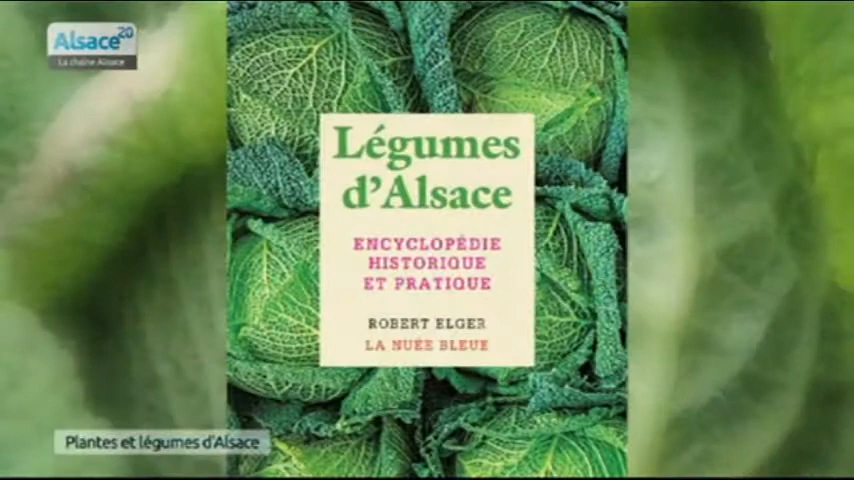 Alsace20
La chaîne Alsace
Légumes
d'Alsace
ENCYCLOPÉDIE
HISTORIQUE
ET PRATIQUE
ROBERT ELGER
LA NUÉE BLEUE
Plantes et légumes d'Alsace